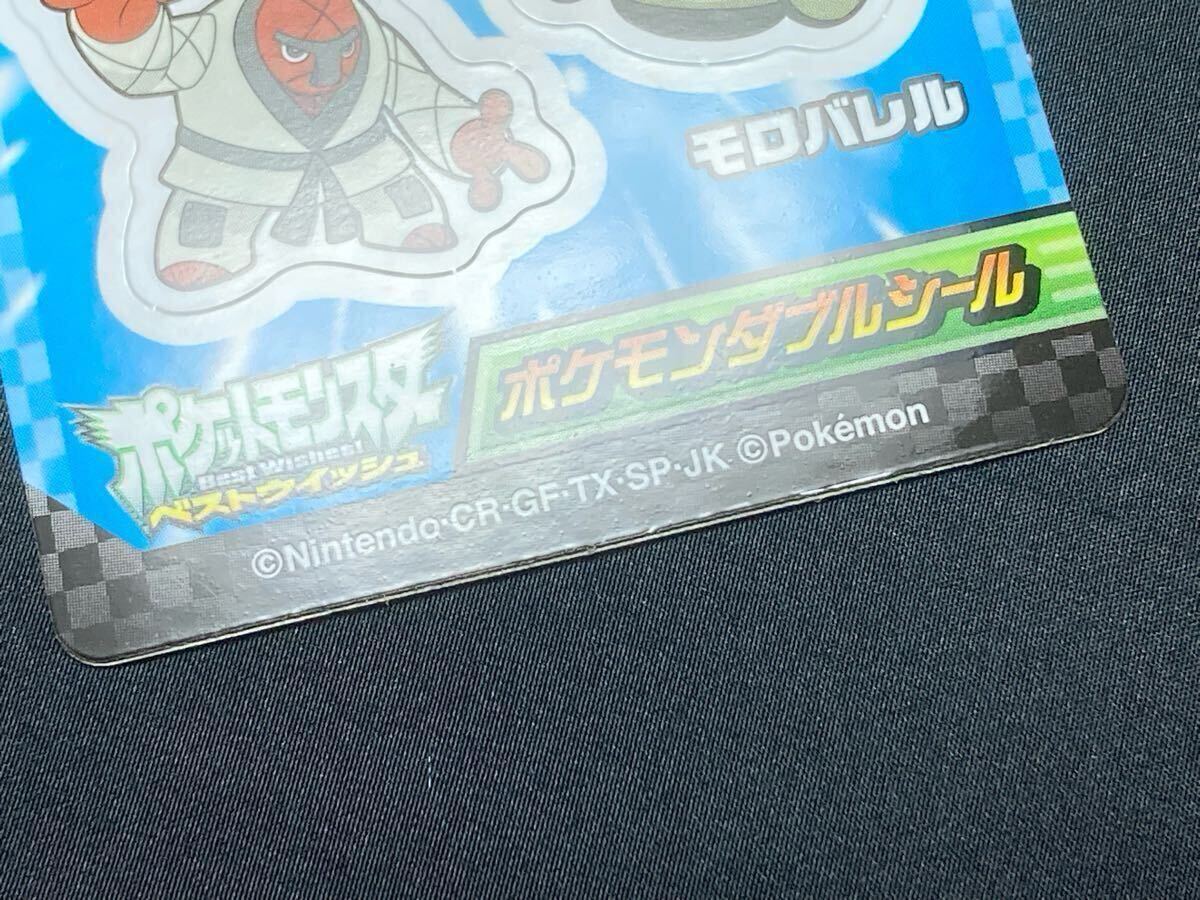 モロバレル
ポケモンダブルシール
ポケットモンスター
Best Wishes!
ベストウイッシュ
©Nintendo·CR·GF·TX·SP·JK ©Pokémon